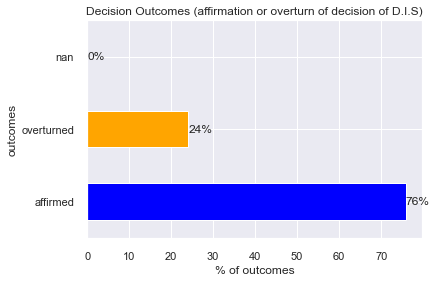 Decision Outcomes (affirmation or overturn of decision of D.I.S)
nan
0%
overturned
24%
affirmed
76%
outcomes
0 10 20 30 40 50 60 70
% of outcomes